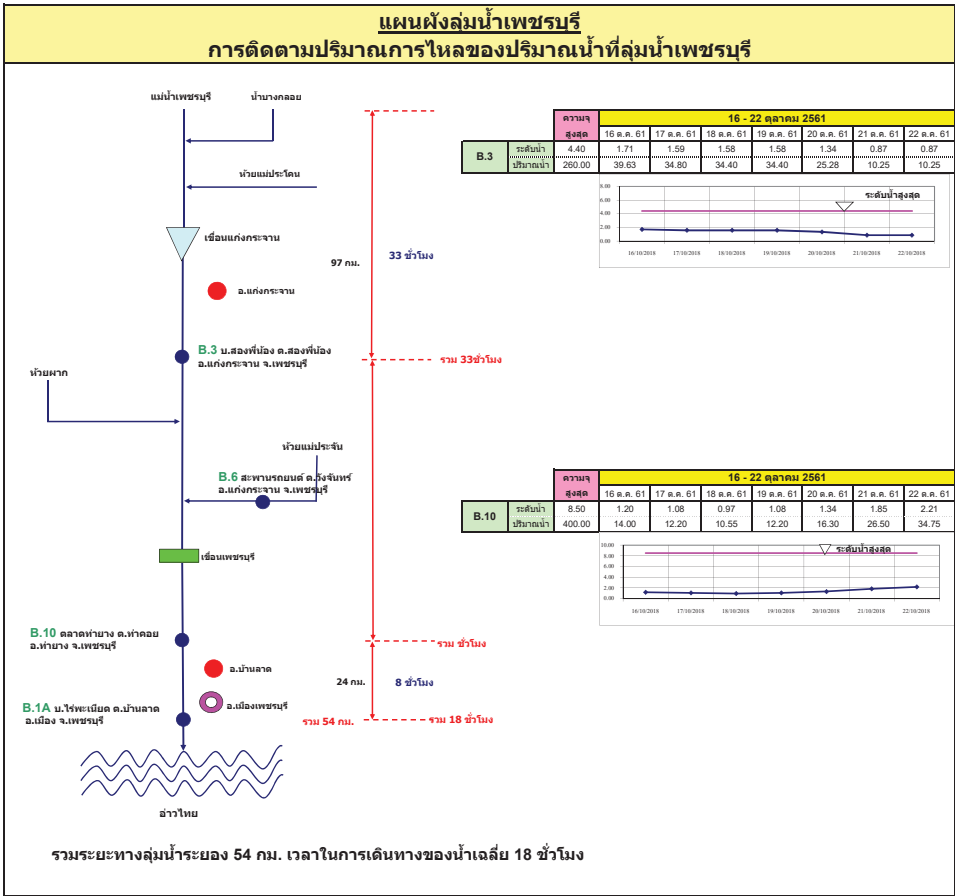 แผนผังลุ่มน้ำเพชรบุรี
การติดตามปริมาณการไหลของปริมาณน้ำที่ลุ่มน้ำเพชรบุรี
แม่น้ำเพชรบุรี
น้ำบางกลอย
ห้วยแม่ประโดน
เขื่อนแก่งกระจาน
97 กม.
33 ชั่วโมง
อ.แก่งกระจาน
B.3 บ.สองพี่น้อง ต.สองพี่น้อง
อ.แก่งกระจาน จ.เพชรบุรี
รวม 33ชั่วโมง
ห้วยผาก
ห้วยแม่ประจัน
B.6 สะพานรถยนต์ ต.วังจันทร์
อ.แก่งกระจาน จ.เพชรบุรี
เขื่อนเพชรบุรี
B.10 ตลาดท่ายาง ต.ท่าคอย
อ.ท่ายาง จ.เพชรบุรี
รวม ชั่วโมง
อ.บ้านลาด
24 กม.
8 ชั่วโมง
อ.เมืองเพชรบุรี
B.1A บ.ไร่พะเนียด ต.บ้านลาด
อ.เมือง จ.เพชรบุรี
รวม 54 กม.
รวม 18 ชั่วโมง
อ่าวไทย
รวมระยะทางลุ่มน้ำระยอง 54 กม. เวลาในการเดินทางของน้ำเฉลี่ย 18 ชั่วโมง
ความจุ
สูงสุด
16 - 22 ตุลาคม 2561
16 ต.ค. 61 17 ต.ค. 61 18 ต.ค. 61 19 ต.ค. 61 20 ต.ค. 61 21 ต.ค. 61 22 ต.ค. 61
B.3
ระดับน้ำ 4.40 1.71 1.59 1.58 1.58 1.34 0.87 0.87
ปริมาณน้ำ 260.00 39.63 34.80 34.40 34.40 25.28 10.25 10.25
8.00
6.00
4.00
2.00
0.00
ระดับน้ำสูงสุด
16/10/2018 17/10/2018 18/10/2018 19/10/2018 20/10/2018 21/10/2018 22/10/2018
ความจุ
สูงสุด
16 - 22 ตุลาคม 2561
16 ต.ค. 61 17 ต.ค. 61 18 ต.ค. 61 19 ต.ค. 61 20 ต.ค. 61 21 ต.ค. 61 22 ต.ค. 61
B.10
ระดับน้ำ 8.50 1.20 1.08 0.97 1.08 1.34 1.85 2.21
ปริมาณน้ำ 400.00 14.00 12.20 10.55 12.20 16.30 26.50 34.75
10.00
8.00
6.00
4.00
2.00
0.00
ระดับน้ำสูงสุด
16/10/2018 17/10/2018 18/10/2018 19/10/2018 20/10/2018 21/10/2018 22/10/2018